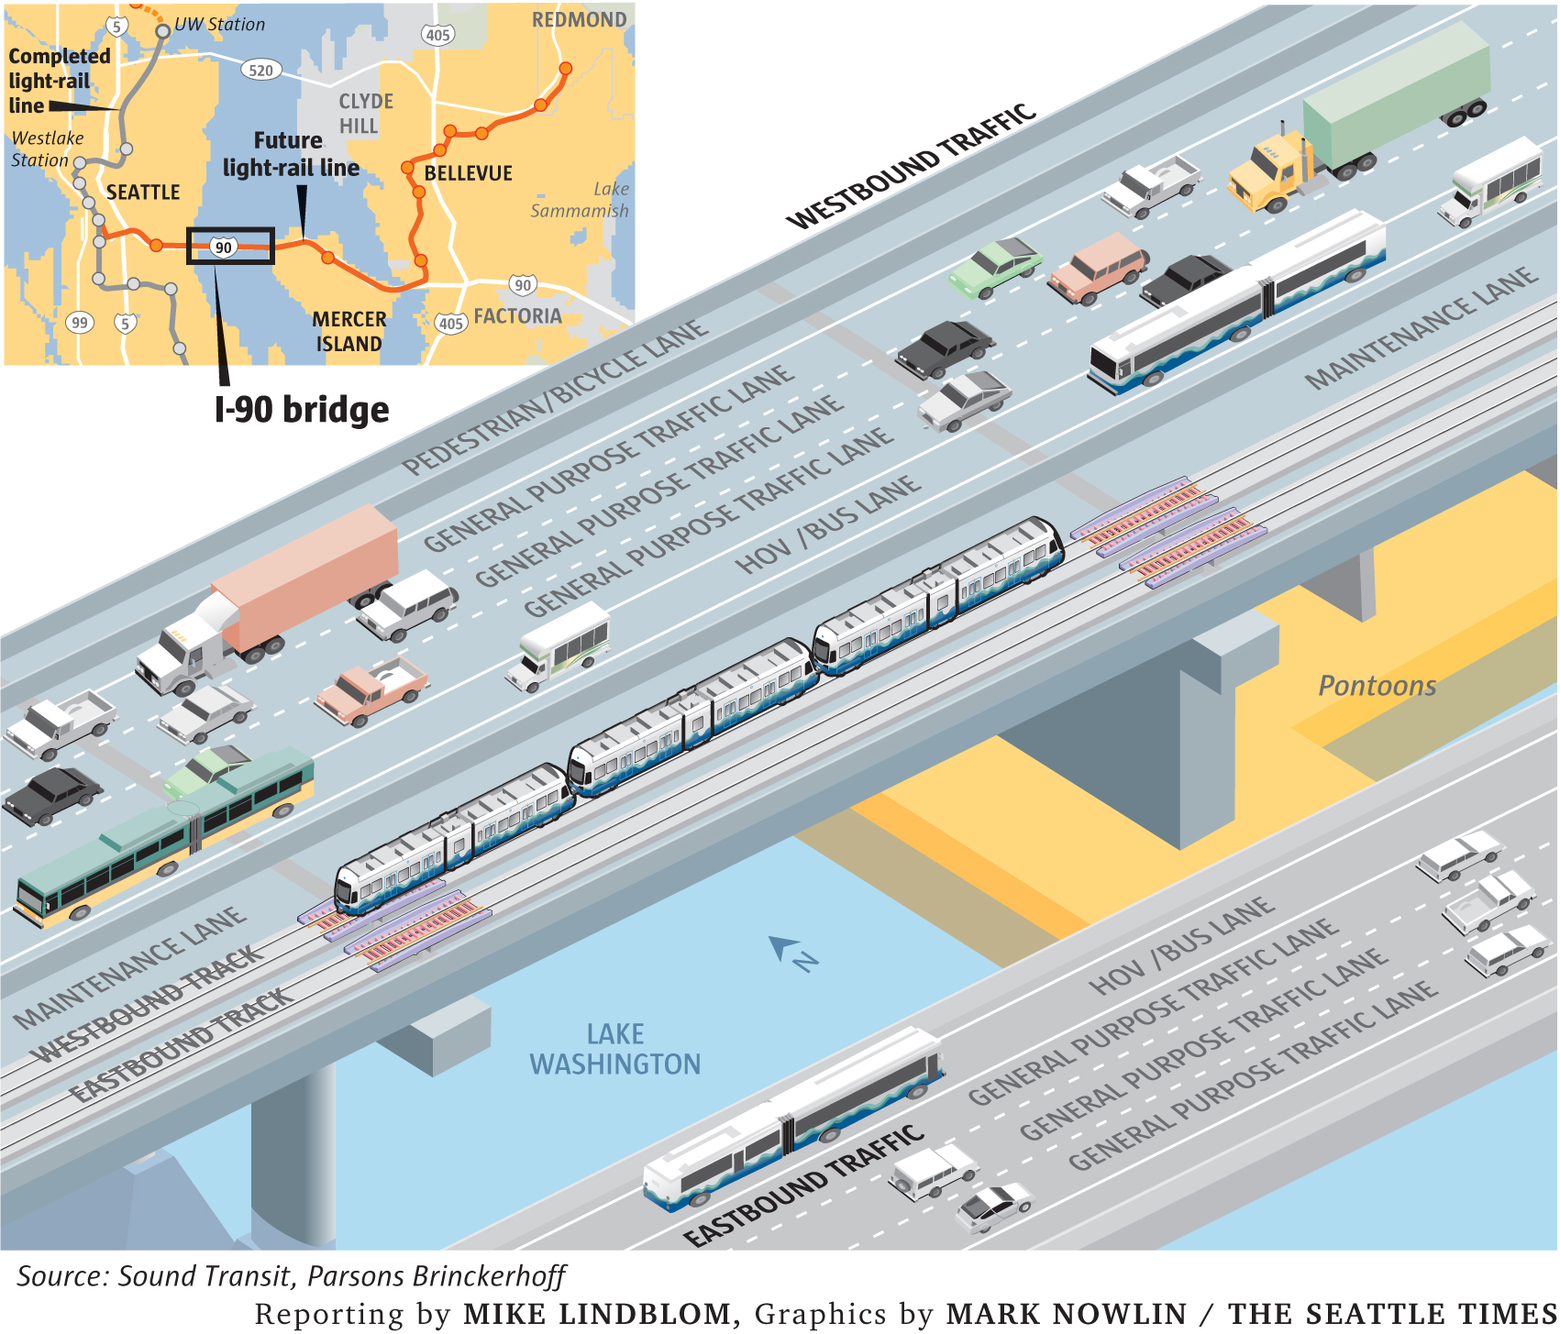 5
UW Station
405
REDMOND
Completed
light-rail
line
520
CLYDE
HILL
Westlake
Station
Future
light-rail line
SEATTLE
BELLEVUE
Lake
Sammamish
90
99
5
MERCER
ISLAND
405
FACTORIA
90
I-90 bridge
WESTBOUND TRAFFIC
PEDESTRIAN/BICYCLE LANE
GENERAL PURPOSE TRAFFIC LANE
GENERAL PURPOSE TRAFFIC LANE
GENERAL PURPOSE TRAFFIC LANE
HOV /BUS LANE
MAINTENANCE LANE
Pontoons
MAINTENANCE LANE
WESTBOUND TRACK
EASTBOUND TRACK
N
LAKE
WASHINGTON
HOV /BUS LANE
GENERAL PURPOSE TRAFFIC LANE
GENERAL PURPOSE TRAFFIC LANE
GENERAL PURPOSE TRAFFIC LANE
EASTBOUND TRAFFIC
Source: Sound Transit, Parsons Brinckerhoff
Reporting by MIKE LINDBLOM, Graphics by MARK NOWLIN / THE SEATTLE TIMES